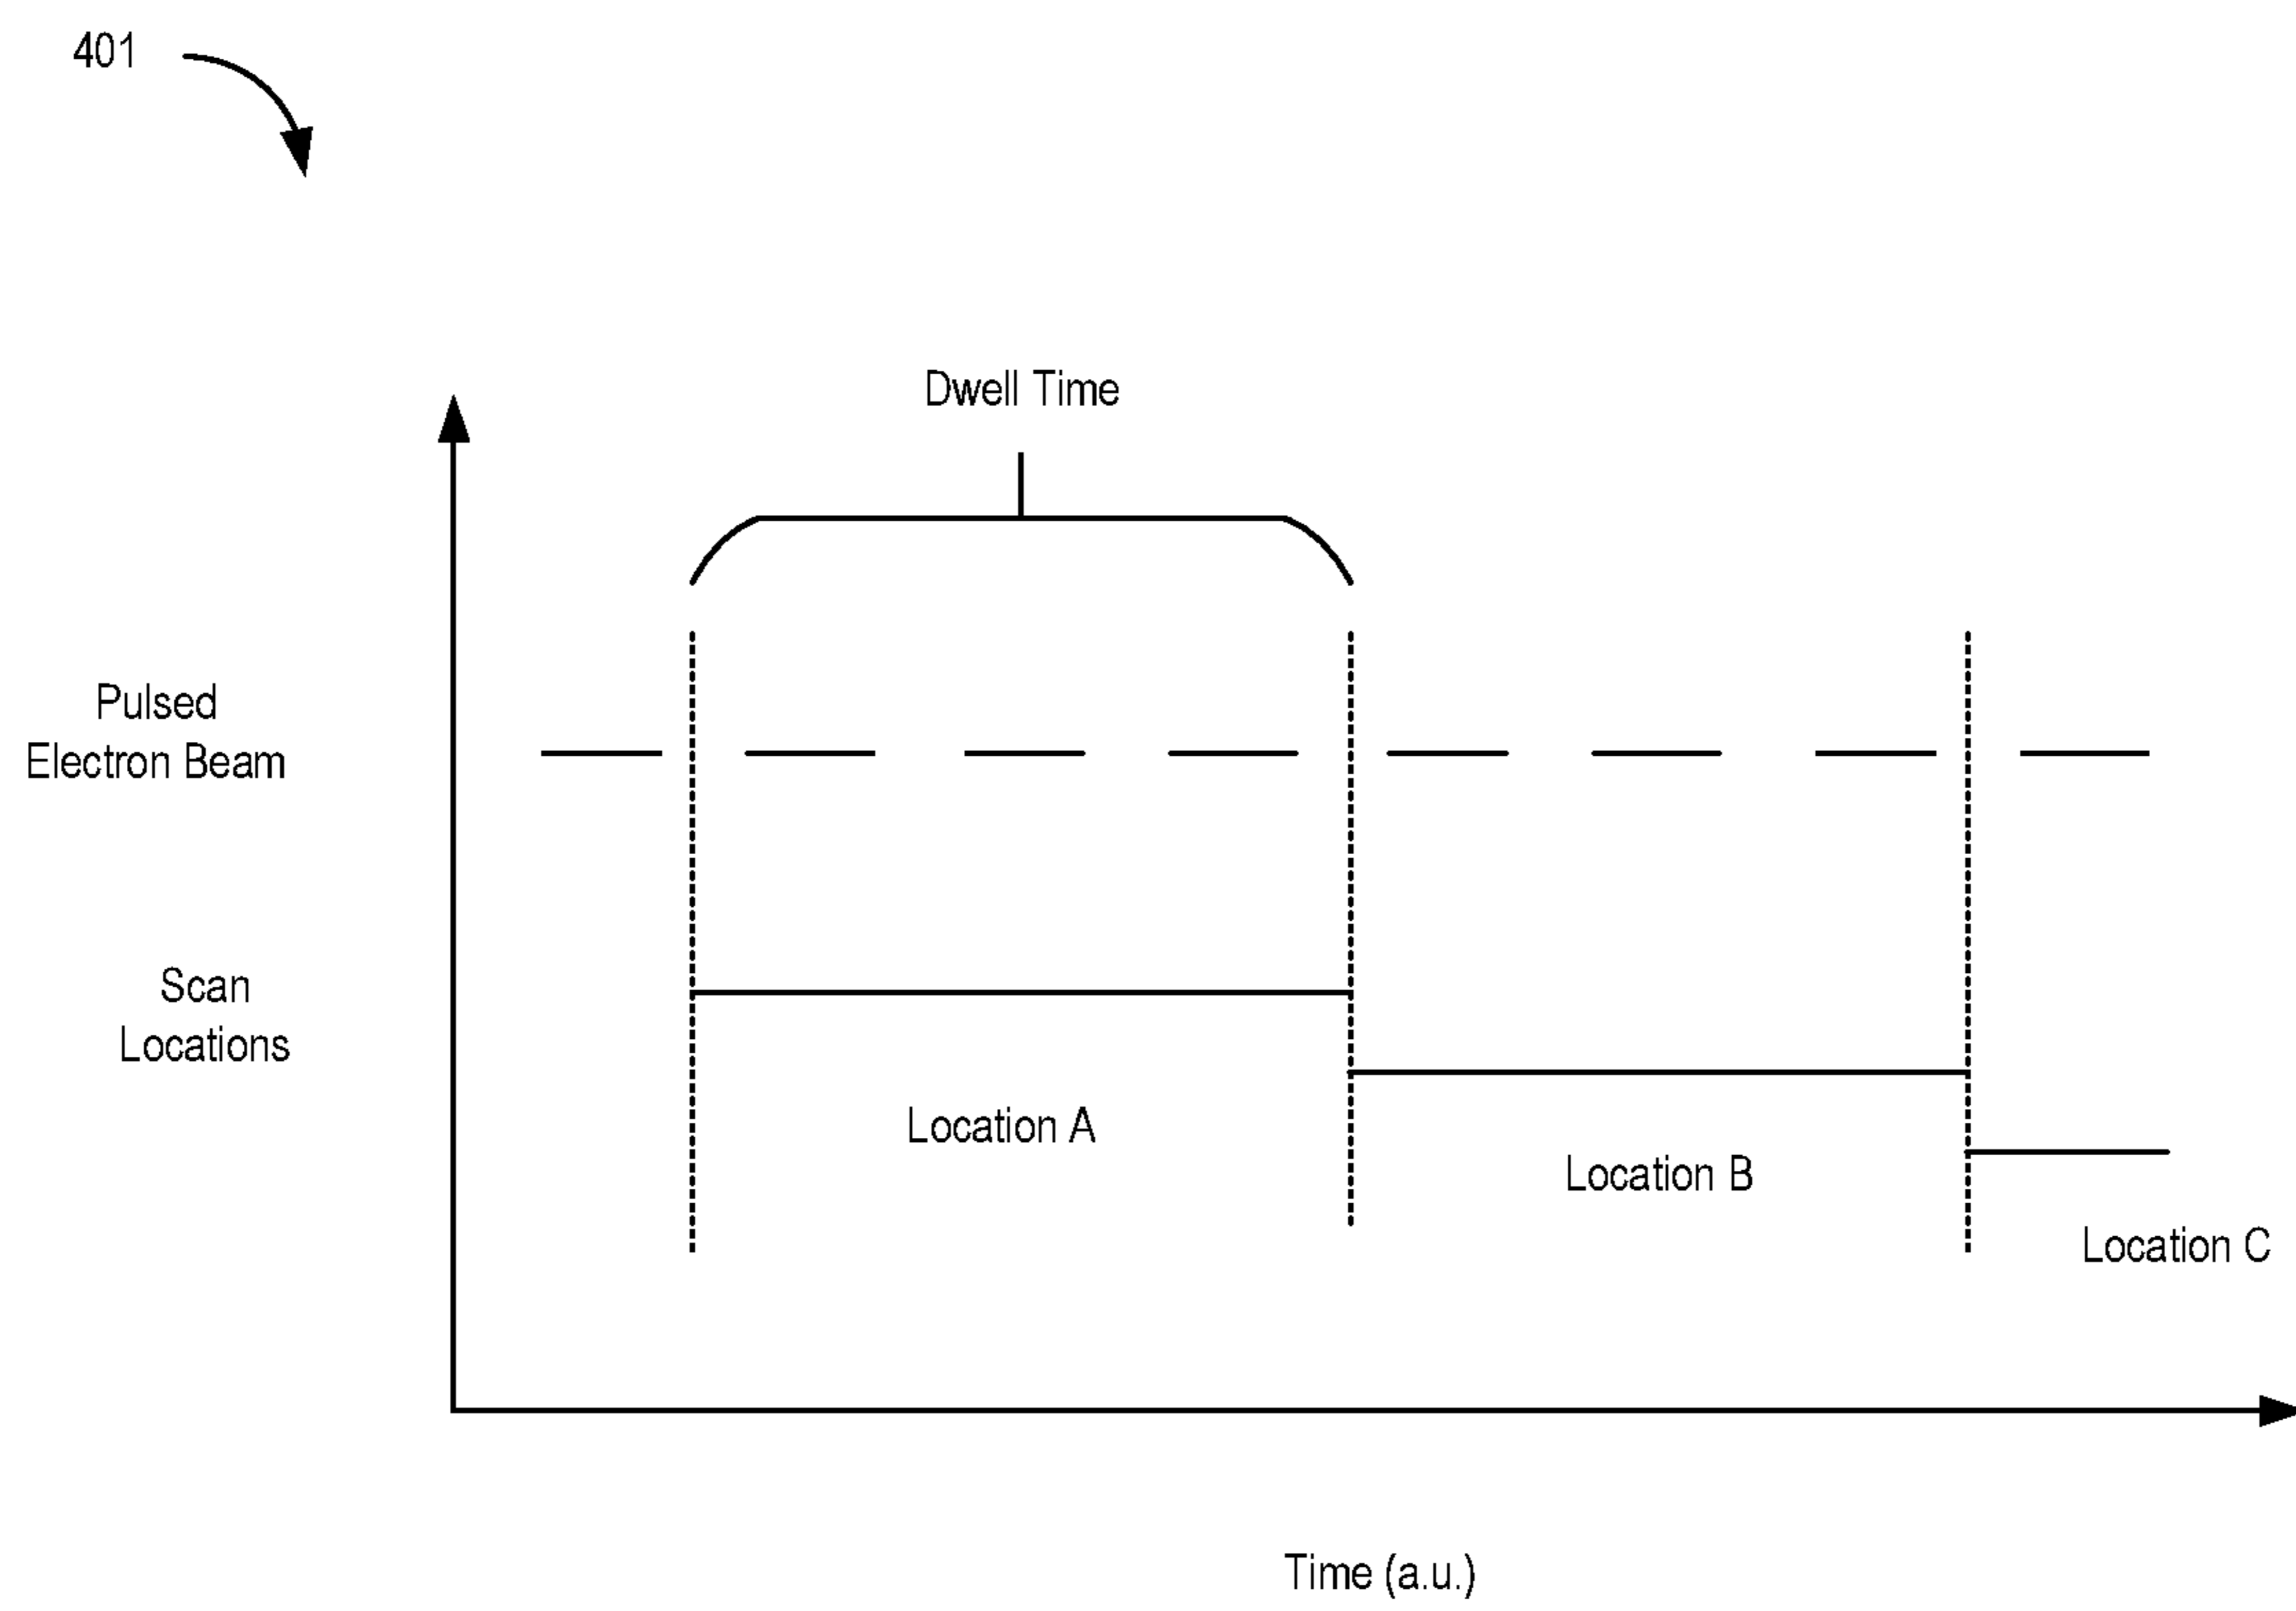 401
Dwell Time
Pulsed
Electron Beam
Scan
Locations
Location A
Location B
Location C
Time (a.u.)